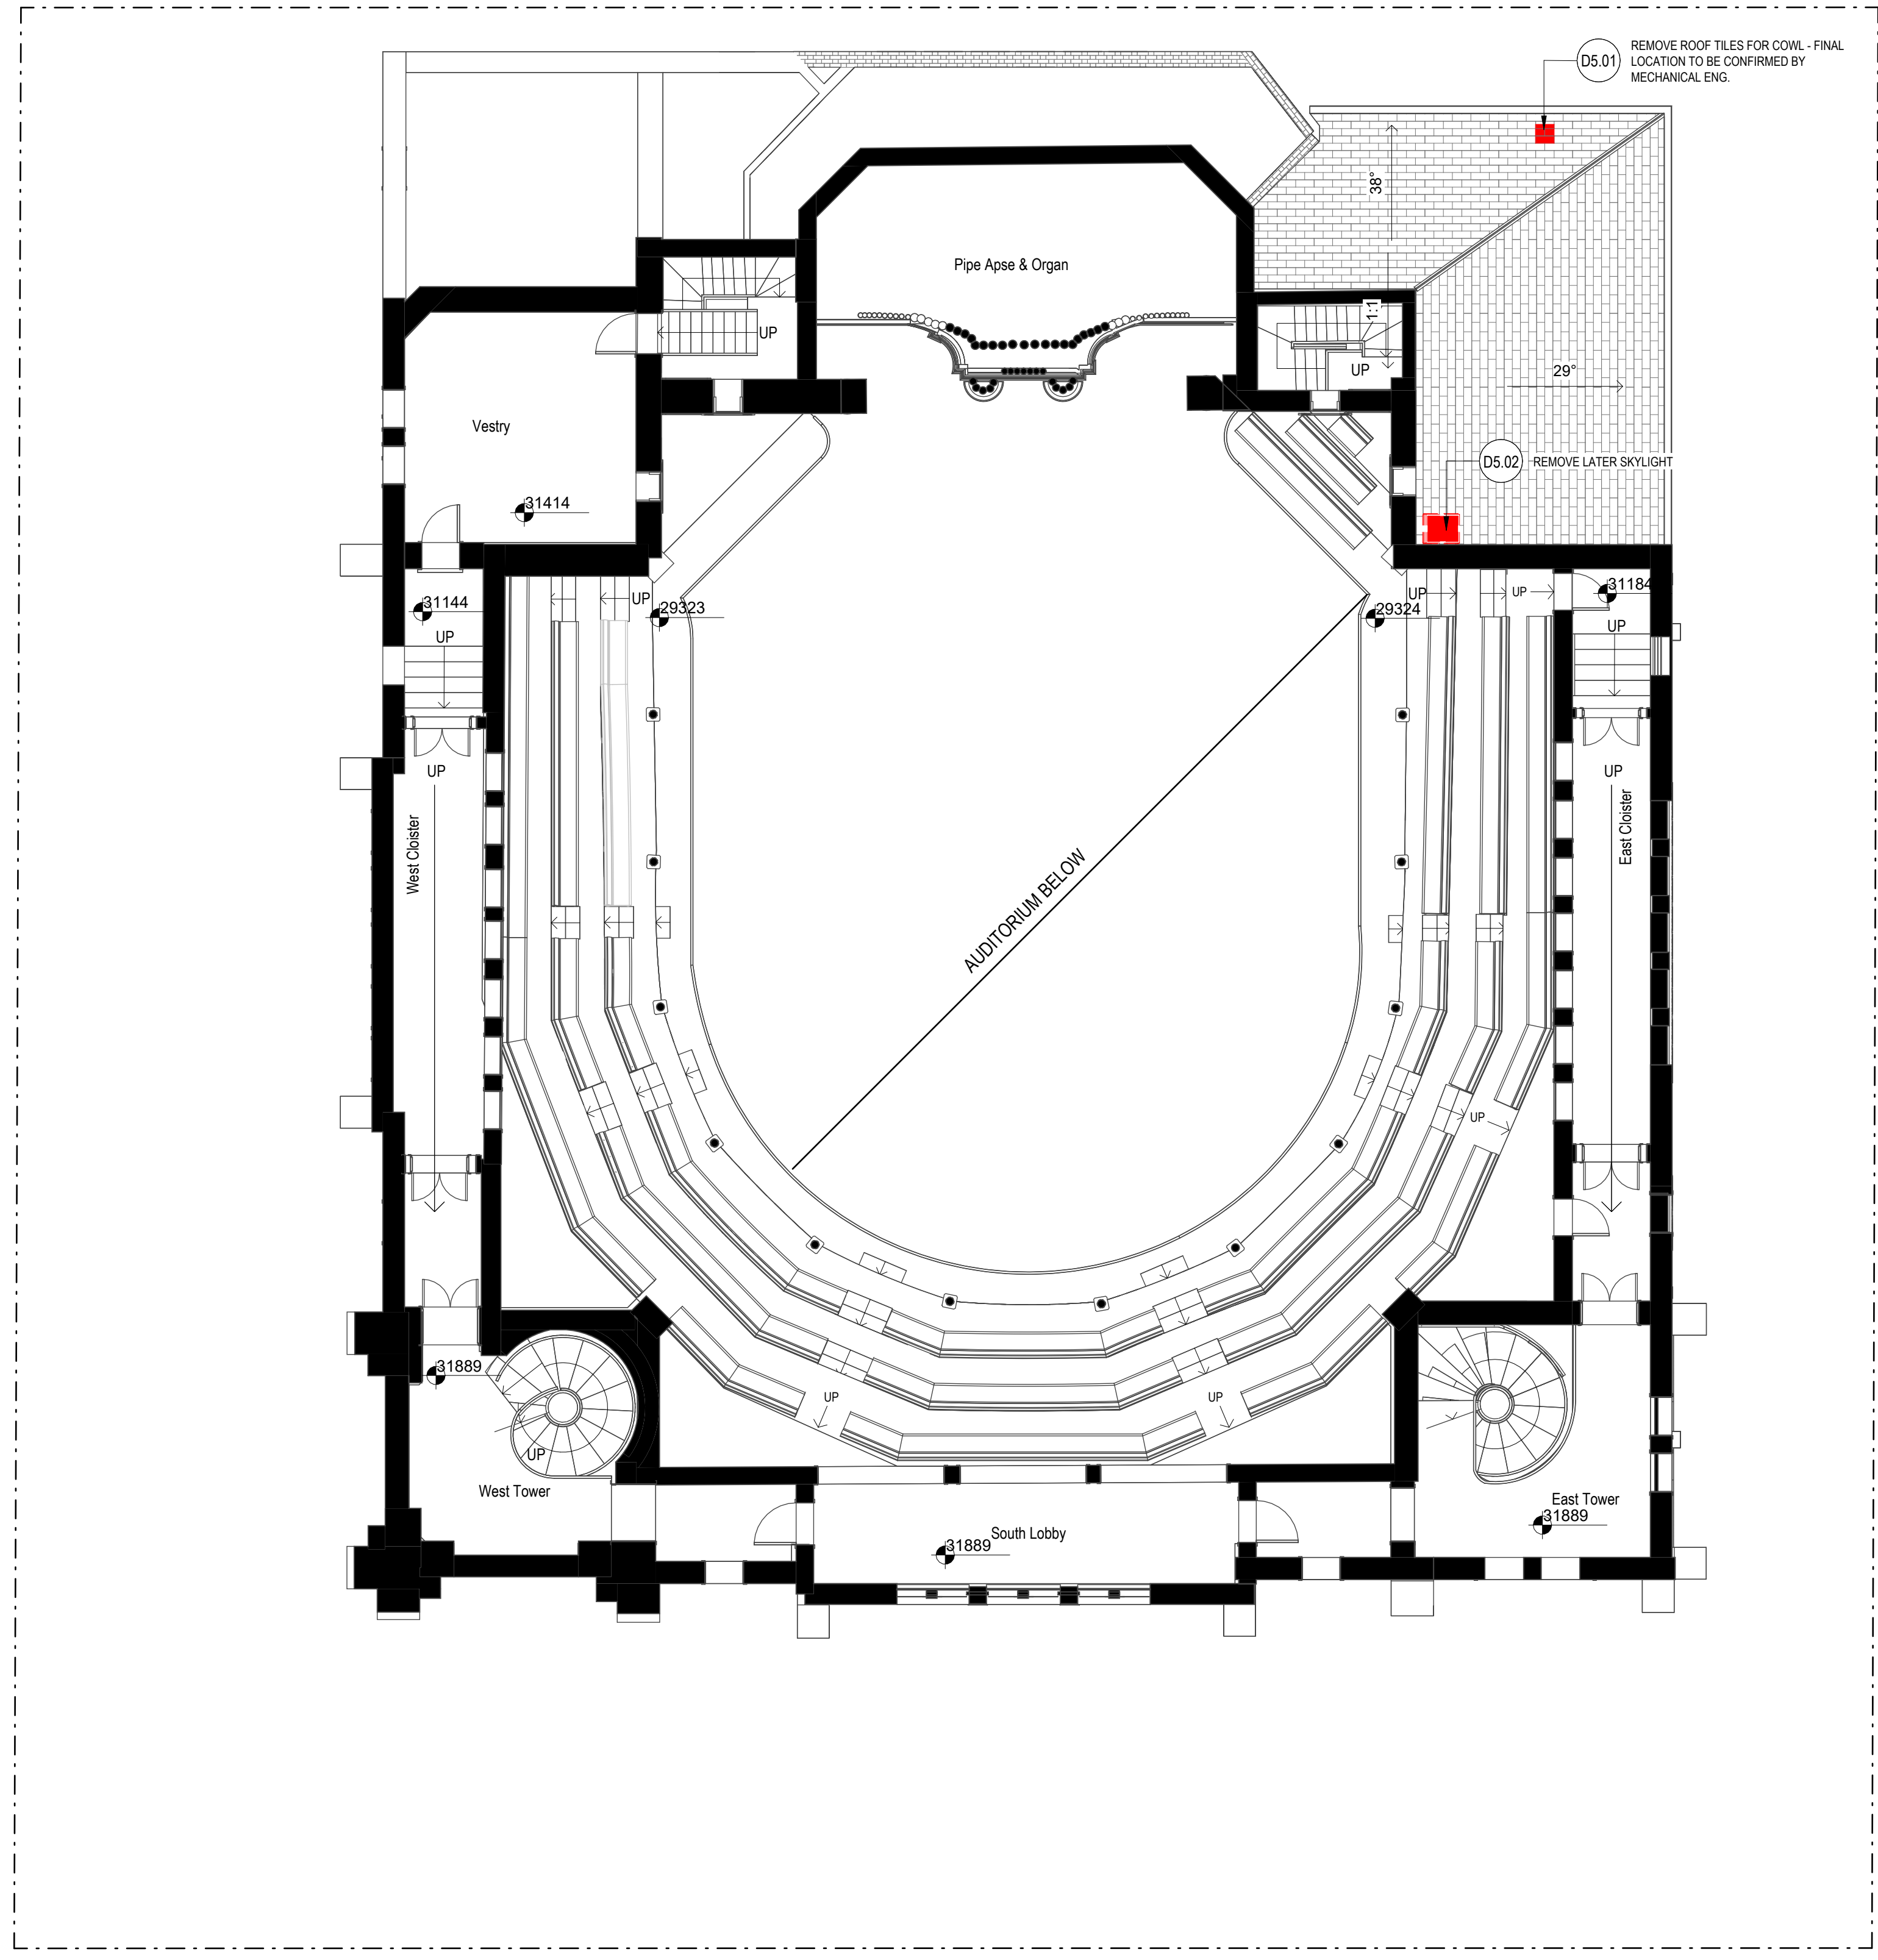 D5.01
REMOVE ROOF TILES FOR COWL - FINAL
LOCATION TO BE CONFIRMED BY
MECHANICAL ENG.
38°
Pipe Apse & Organ
1:1
UP
UP
29°
Vestry
D5.02
REMOVE LATER SKYLIGHT
31414
31144
UP
29323
UP
29324
UP
UP
31184
UP
UP
UP
UP
West Cloister
East Cloister
AUDITORIUM BELOW
UP
31889
UP
UP
UP
West Tower
East Tower
31889
South Lobby
31889